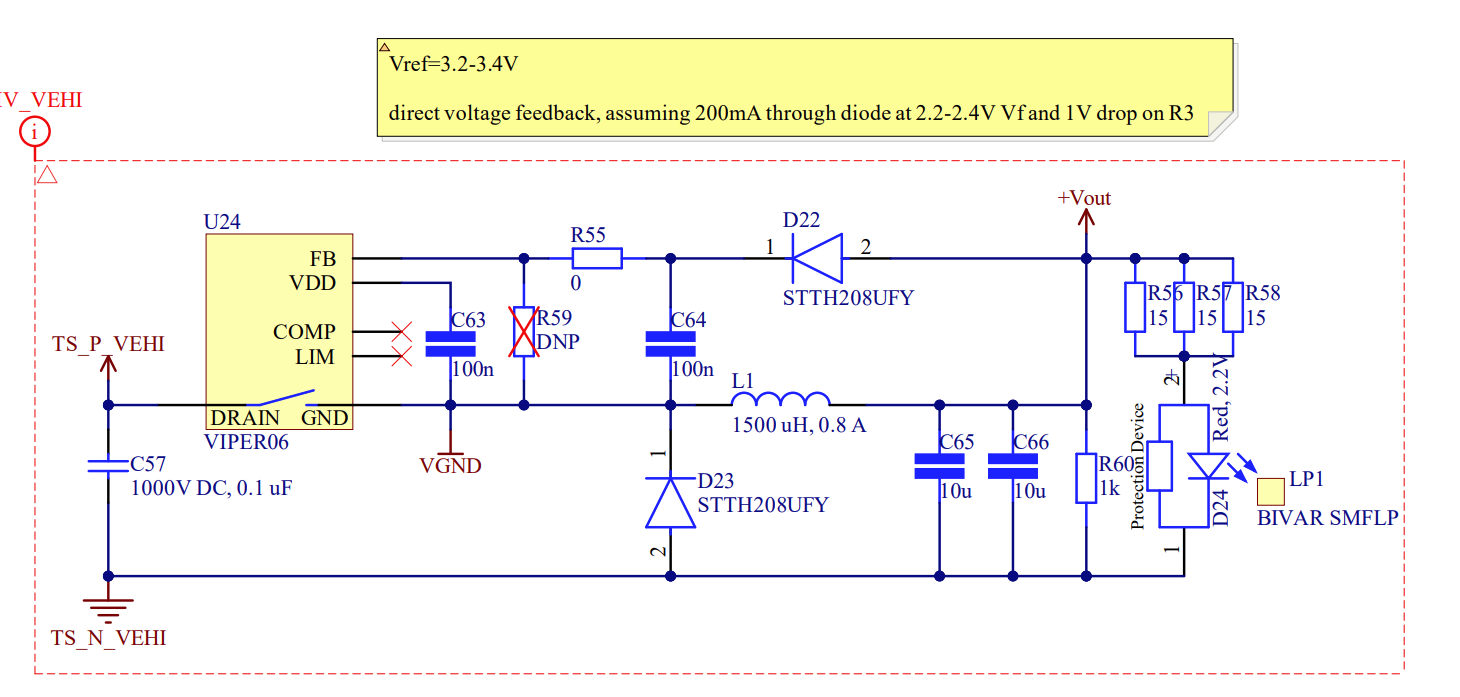 Vref=3.2-3.4V
direct voltage feedback, assuming 200mA through diode at 2.2-2.4V Vf and 1V drop on R3
V_VEHI
i
+Vout
U24
D22
R55
FB
1
2
VDD
0
STTH208UFY
R56
R57
R58
C63
R59
C64
15
15
15
COMP
DNP
TS_P_VEHI
LIM
100n
100n
L1
2
+
Red, 2.2V
DRAIN
GND
1500 uH, 0.8 A
VIPER06
C65
C66
VGND
1
Protection Device
C57
R60
1000V DC, 0.1 uF
D23
10u
10u
1k
LP1
STTH208UFY
D24
BIVAR SMFLP
2
1
TS_N_VEHI